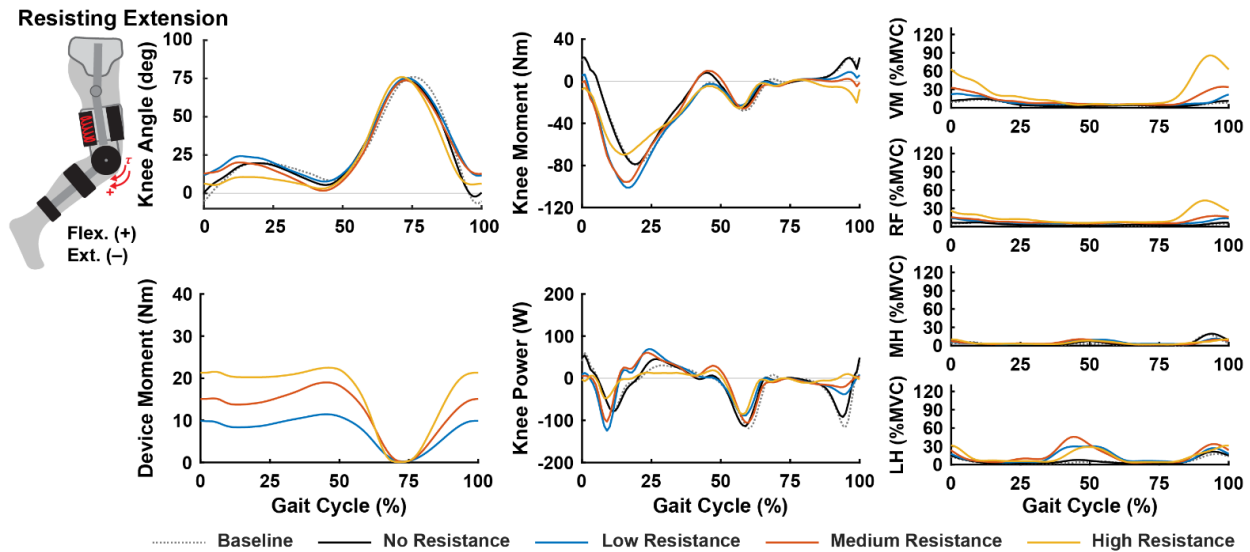 Resisting Extension
τ
+
Flex. (+)
Ext. (–)
Knee Angle (deg)
100
75
50
25
0
0 25 50 75 100
Knee Moment (Nm)
40
0
-40
-80
-120
0 25 50 75 100
VM (%MVC)
120
90
60
30
0
0 25 50 75 100
RF (%MVC)
120
90
60
30
0
0 25 50 75 100
Device Moment (Nm)
40
30
20
10
0
0 25 50 75 100
Gait Cycle (%)
Knee Power (W)
200
100
0
-100
-200
0 25 50 75 100
Gait Cycle (%)
MH (%MVC)
120
90
60
30
0
0 25 50 75 100
LH (%MVC)
120
90
60
30
0
0 25 50 75 100
Gait Cycle (%)
Baseline No Resistance Low Resistance Medium Resistance High Resistance